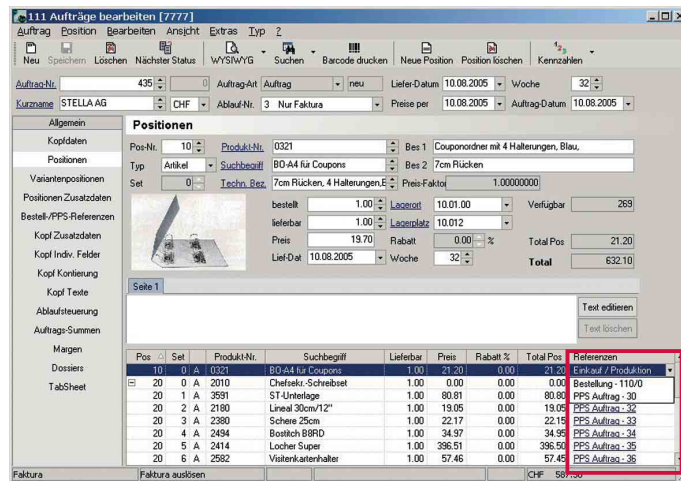 111 Aufträge bearbeiten [7777]
Auftrag Position Bearbeiten Ansicht Extras Typ ?
Neu Speichern Löschen Nächster Status WYSIWYG Suchen Barcode drucken Neue Position Position löschen Kennzahlen
Auftrag-Nr. 435 0 Auftrag-Art Auftrag neu Liefer-Datum 10.08.2005 Woche 32
Kurzname STELLA AG CHF Ablauf-Nr. 3 Nur Faktura Preise per 10.08.2005 Auftrag-Datum 10.08.2005
Allgemein
Kopfdaten
Positionen
Variantenpositionen
Positionen Zusatzdaten
Bestell-/PPS-Referenzen
Kopf Zusatzdaten
Kopf Indiv. Felder
Kopf Kontierung
Kopf Texte
Ablaufsteuerung
Auftrags-Summen
Margen
Dossiers
TabSheet
Positionen
Pos-Nr. 10 Produkt-Nr. 0321 Bes 1 Couponordner mit 4 Halterungen, Blau,
Typ Artikel Suchbegriff BO-A4 für Coupons Bes 2 7cm Rücken
Set 0 Techn. Bez. 7cm Rücken, 4 Halterungen,E Preis-Faktor 1.00000000
bestellt 1.00 Lagerort 10.01.00 Verfügbar 269
lieferbar 1.00 Lagerplatz 10.012
Preis 19.70 Rabatt 0.00 % Total Pos 21.20
Lief-Dat 10.08.2005 Woche 32 Total 632.10
Seite 1
Text editieren
Text löschen
Pos Set Produkt-Nr. Suchbegriff Lieferbar Preis Rabatt % Total Pos Referenzen
10 0 A 0321 BO-A4 für Coupons 1.00 21.20 0.00 21.20 Einkauf / Produktion
20 0 A 2010 Chefsekr.-Schreibset 1.00 0.00 0.00 0.00 Bestellung - 110/0
20 1 A 3591 ST-Unterlage 1.00 80.81 0.00 80.80 PPS Auftrag - 30
20 2 A 2180 Lineal 30cm/12" 1.00 19.05 0.00 19.05 PPS Auftrag - 32
20 3 A 2380 Schere 25cm 1.00 22.17 0.00 22.15 PPS Auftrag - 33
20 4 A 2494 Bostitch B8RD 1.00 34.97 0.00 34.95 PPS Auftrag - 34
20 5 A 2414 Locher Super 1.00 396.51 0.00 396.50 PPS Auftrag - 35
20 6 A 2582 Visitenkartenhalter 1.00 57.46 0.00 57.45 PPS Auftrag - 36
Faktura Faktura auslösen CHF